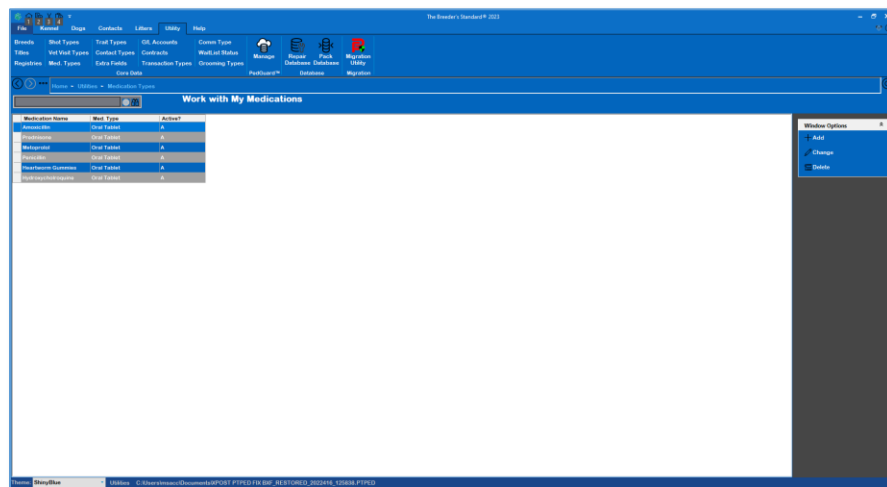 The Breeder's Standard® 2023
File Kennel Dogs Contacts Litters Utility Help
Breeds Shot Types Trait Types G/L Accounts Comm Type
Titles Vet Visit Types Contact Types Contracts WaitList Status
Registries Med. Types Extra Fields Transaction Types Grooming Types
Manage
Repair Database
Pack Database
Migration Utility
Core Data
Database
Migration
Home Utilities Medication Types
Work with My Medications
Medication Name Med. Type Active?
Amoxicillin Oral Tablet A
Prednisone Oral Tablet A
Metoprolol Oral Tablet A
Penicillin Oral Tablet A
Heartworm Gummies Oral Tablet A
Oral Tablet A
Window Options
Add
Change
Delete
Theme ShinyBlue Utilities